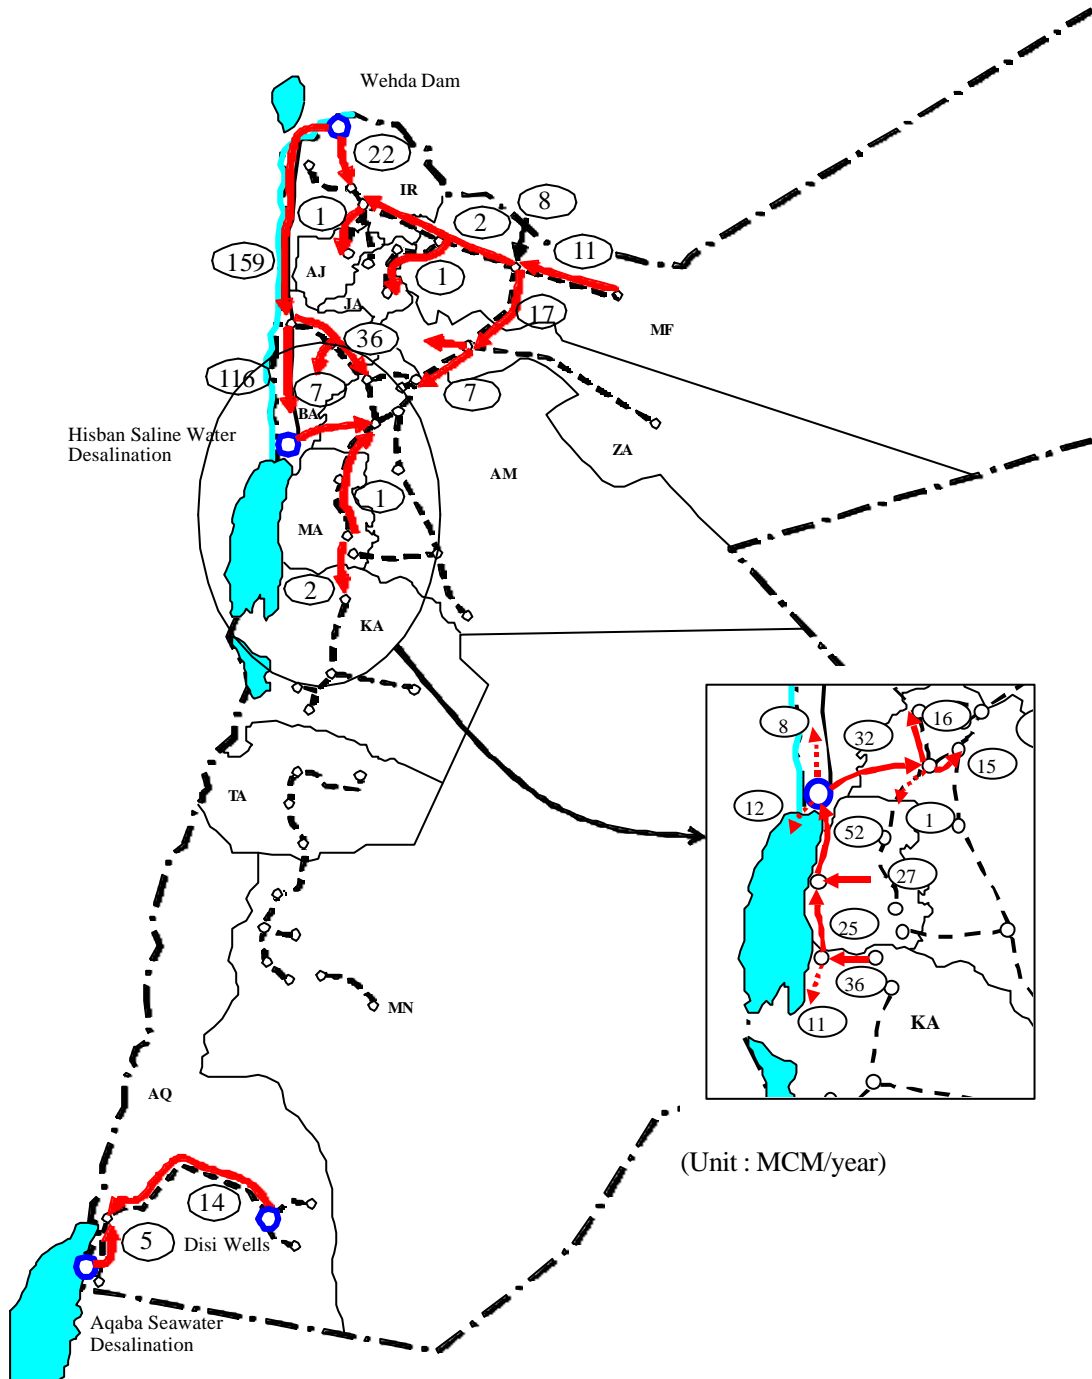 Wehda Dam
22
IR
8
1
2
11
159
AJ
1
JA
17
MF
36
116
7
7
BA
Hisban Saline Water
Desalination
ZA
AM
1
MA
2
KA
8
32
16
15
TA
12
52
1
27
25
36
11
KA
MN
AQ
(Unit : MCM/year)
14
5
Disi Wells
Aqaba Seawater
Desalination